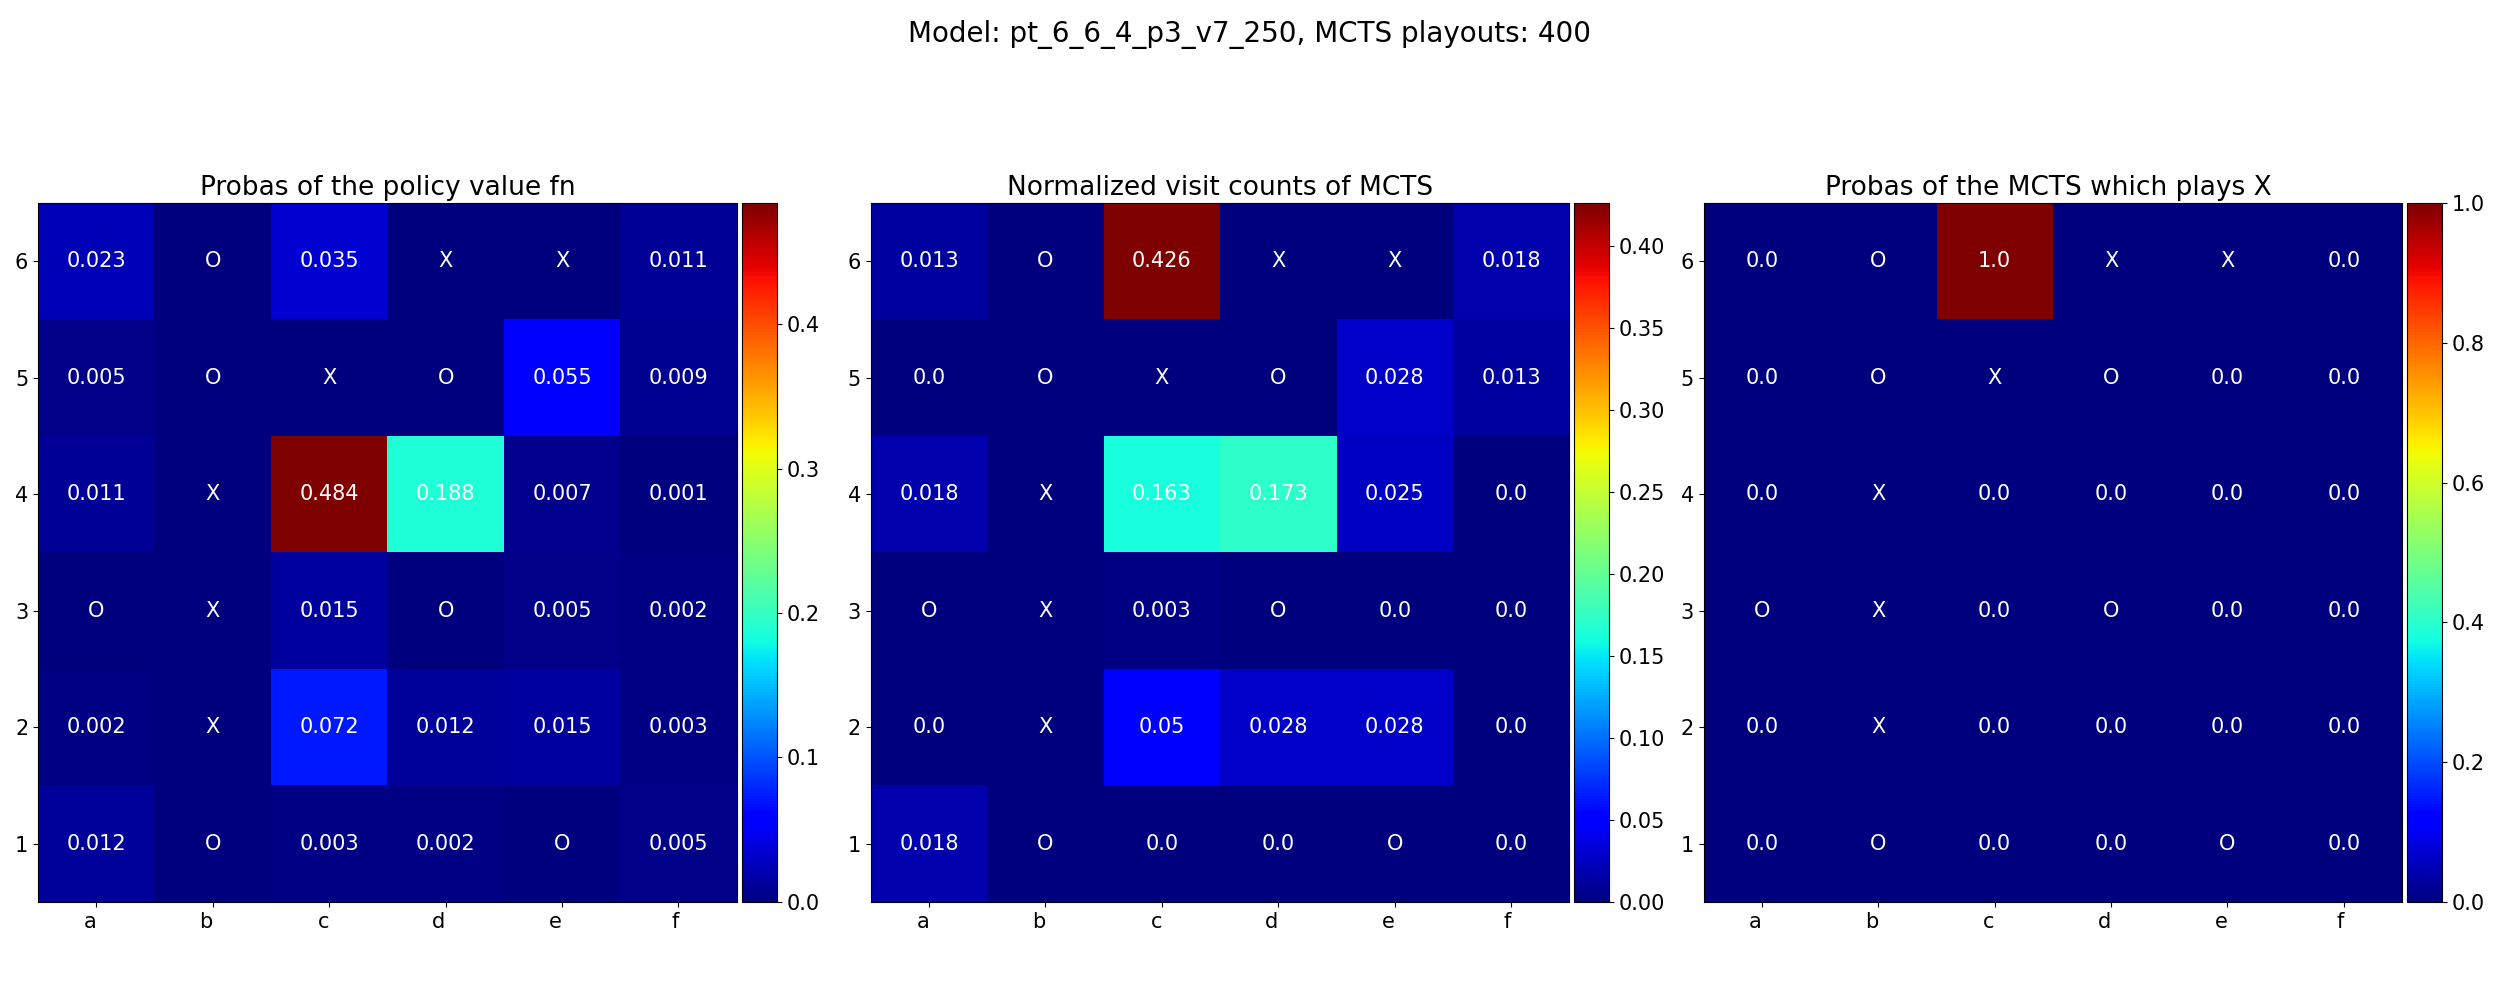 Model: pt_6_6_4_p3_v7_250, MCTS playouts: 400
Probas of the policy value fn
6 0.023 O 0.035 X X 0.011
5 0.005 O X O 0.055 0.009
4 0.011 X 0.484 0.188 0.007 0.001
3 O X 0.015 O 0.005 0.002
2 0.002 X 0.072 0.012 0.015 0.003
1 0.012 O 0.003 0.002 O 0.005
a b c d e f
0.4
0.3
0.2
0.1
0.0
Normalized visit counts of MCTS
6 0.013 O 0.426 X X 0.018
5 0.0 O X O 0.028 0.013
4 0.018 X 0.163 0.173 0.025 0.0
3 O X 0.003 O 0.0 0.0
2 0.0 X 0.05 0.028 0.028 0.0
1 0.018 O 0.0 0.0 O 0.0
a b c d e f
0.40
0.35
0.30
0.25
0.20
0.15
0.10
0.05
0.00
Probas of the MCTS which plays X
6 0.0 O 1.0 X X 0.0
5 0.0 O X O 0.0 0.0
4 0.0 X 0.0 0.0 0.0 0.0
3 O X 0.0 O 0.0 0.0
2 0.0 X 0.0 0.0 0.0 0.0
1 0.0 O 0.0 0.0 O 0.0
a b c d e f
1.0
0.8
0.6
0.4
0.2
0.0